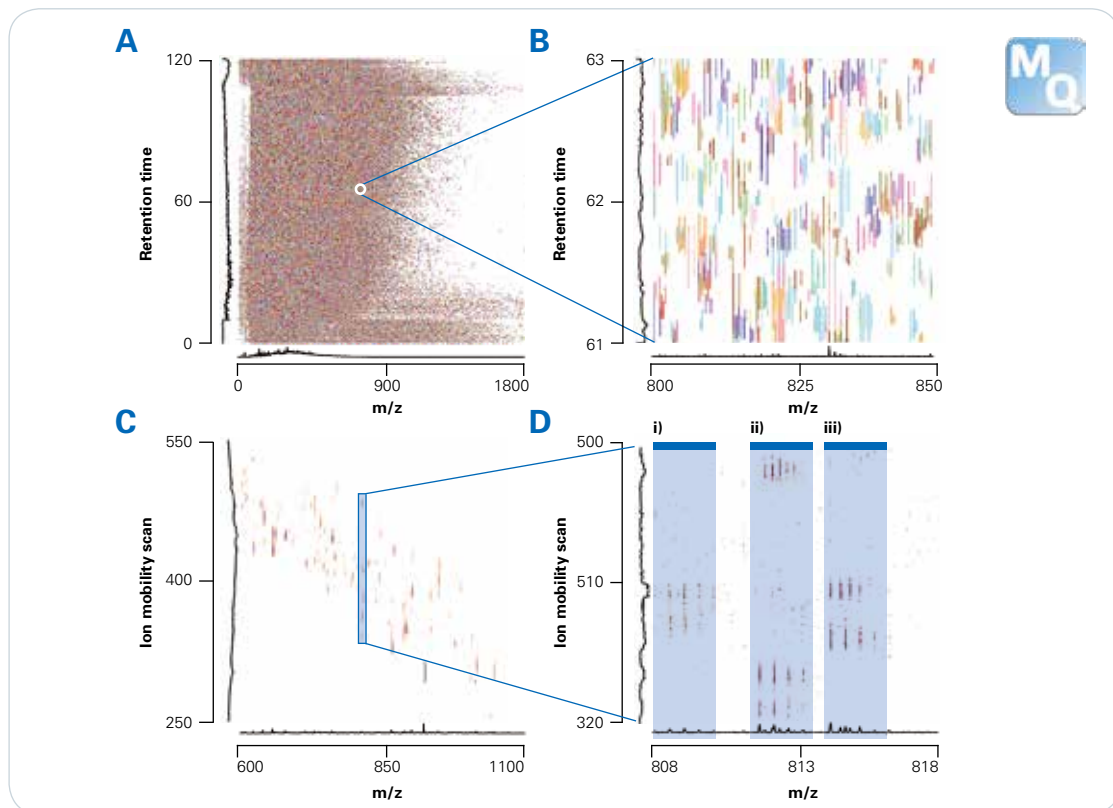 A
B
M
Q
120
60
0
Retention time
0
900
1800
m/z
63
62
61
Retention time
800
825
850
m/z
C
D
550
400
250
Ion mobility scan
600
850
1100
m/z
i)
ii)
iii)
500
510
320
Ion mobility scan
808
813
818
m/z